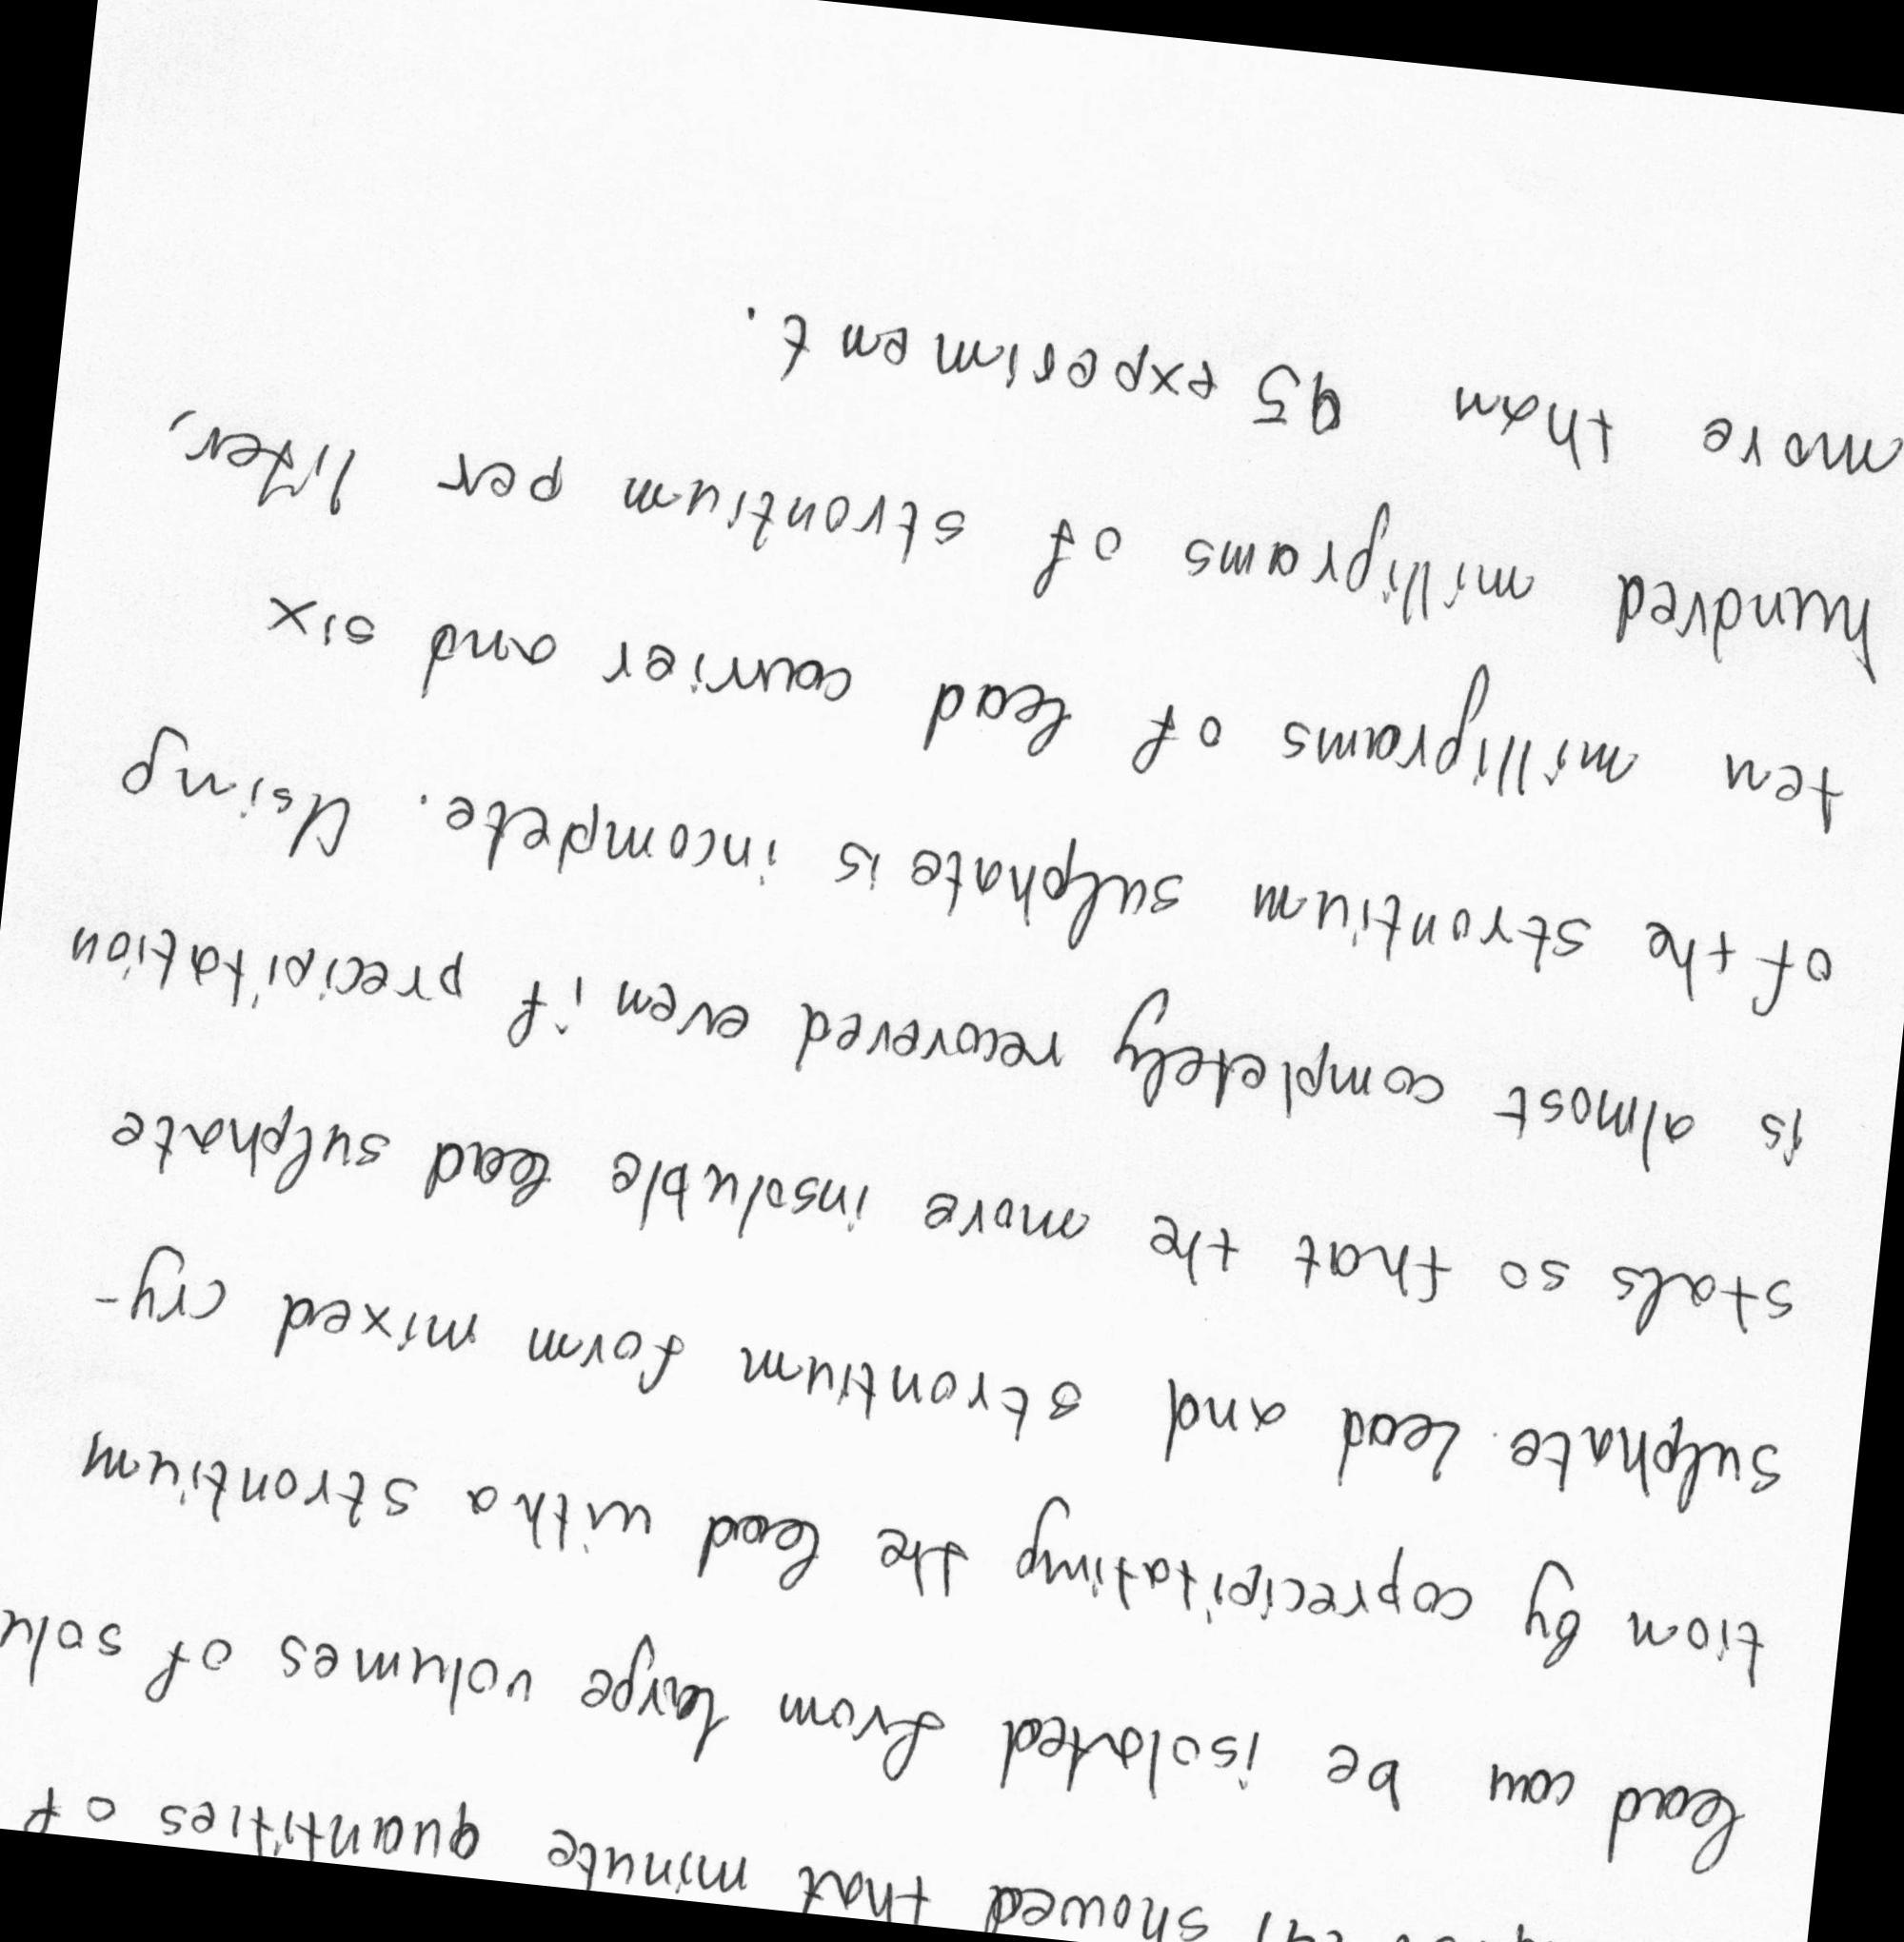 showed that minute quantities of
lead can be isolated from large volumes of solu
tion by coprecipitating the lead with a strontium
sulphate. Lead and strontium form mixed cry-
stals so that the more insoluble lead sulphate
is almost completely recovered even if precipitation
of the strontium sulphate is incomplete. Using
ten milligrams of lead carrier and six
hundred milligrams of strontium per liter,
more than 95 experiment.